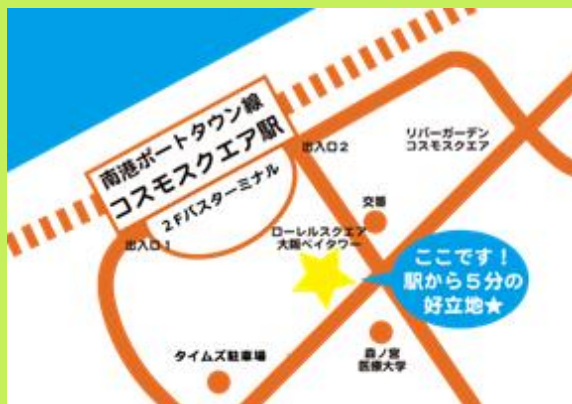 南港ポートタウン線
コスモスクエア駅
2Fバスターミナル
出入口1
出入口2
リバーガーデン
コスモスクエア
交番
ローレルスクエア
大阪ベイタワー
ここです！
駅から5分の
好立地★
タイムズ駐車場
森ノ宮
医療大学